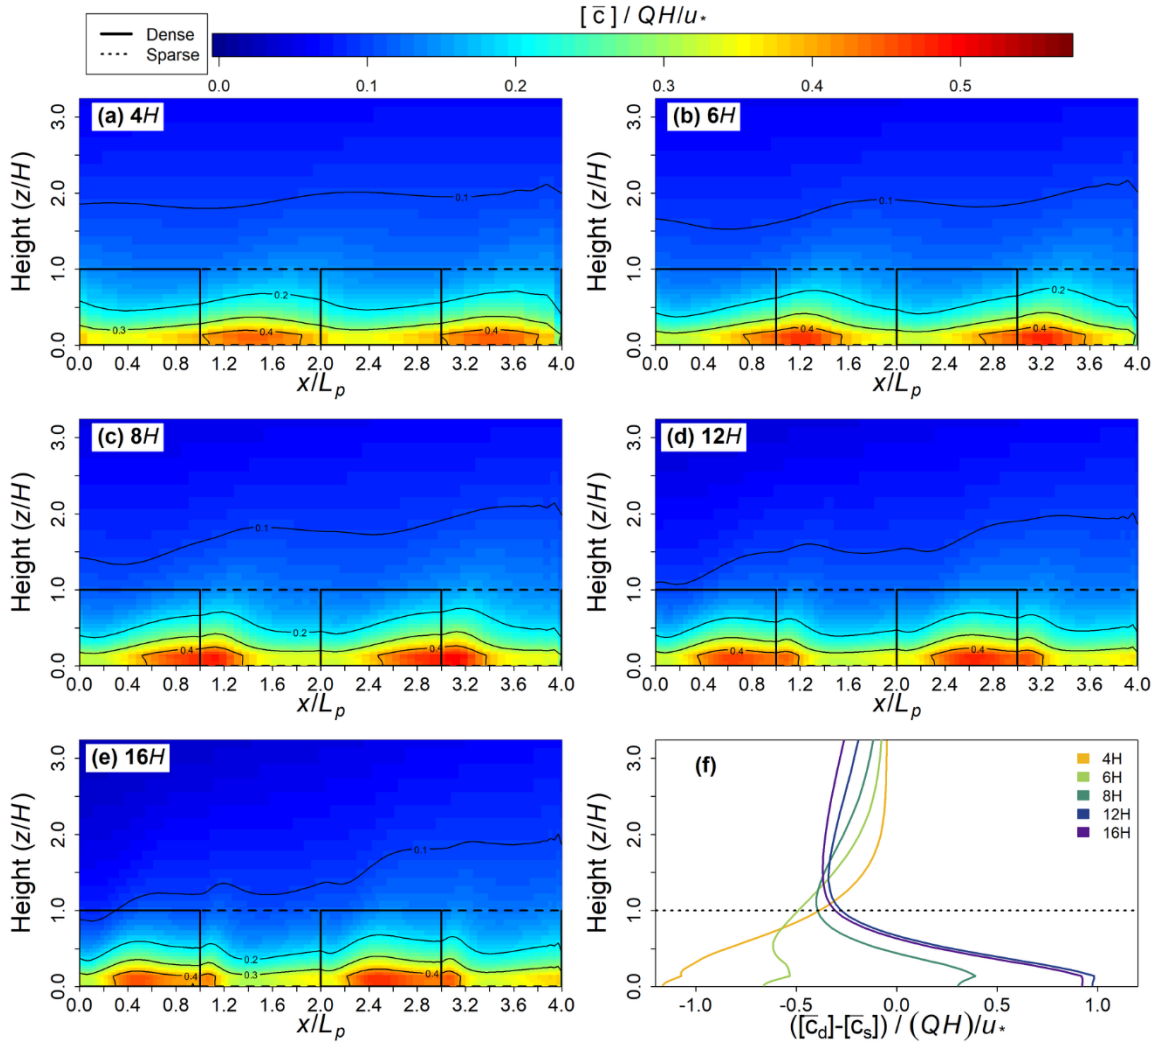 [c̅] / QH/u*
Dense
Sparse
0.0 0.1 0.2 0.3 0.4 0.5
(a) 4H
(b) 6H
Height (z/H)
Height (z/H)
3.0
2.0
1.0
0.0
3.0
2.0
1.0
0.0
0.1
0.2
0.3
0.4
0.4
0.1
0.2
0.4
0.4
0.0 0.4 0.8 1.2 1.6 2.0 2.4 2.8 3.2 3.6 4.0
0.0 0.4 0.8 1.2 1.6 2.0 2.4 2.8 3.2 3.6 4.0
x/Lp
x/Lp
(c) 8H
(d) 12H
Height (z/H)
Height (z/H)
3.0
2.0
1.0
0.0
3.0
2.0
1.0
0.0
0.1
0.2
0.4
0.4
0.1
0.2
0.4
0.4
0.0 0.4 0.8 1.2 1.6 2.0 2.4 2.8 3.2 3.6 4.0
0.0 0.4 0.8 1.2 1.6 2.0 2.4 2.8 3.2 3.6 4.0
x/Lp
x/Lp
(e) 16H
(f)
4H
6H
8H
12H
16H
Height (z/H)
Height (z/H)
3.0
2.0
1.0
0.0
3.0
2.0
1.0
0.0
0.1
0.2
0.3
0.4
0.4
0.0 0.4 0.8 1.2 1.6 2.0 2.4 2.8 3.2 3.6 4.0
-1.0 -0.5 0.0 0.5 1.0
x/Lp
([c̅d]-[c̅s]) / (QH)/u*